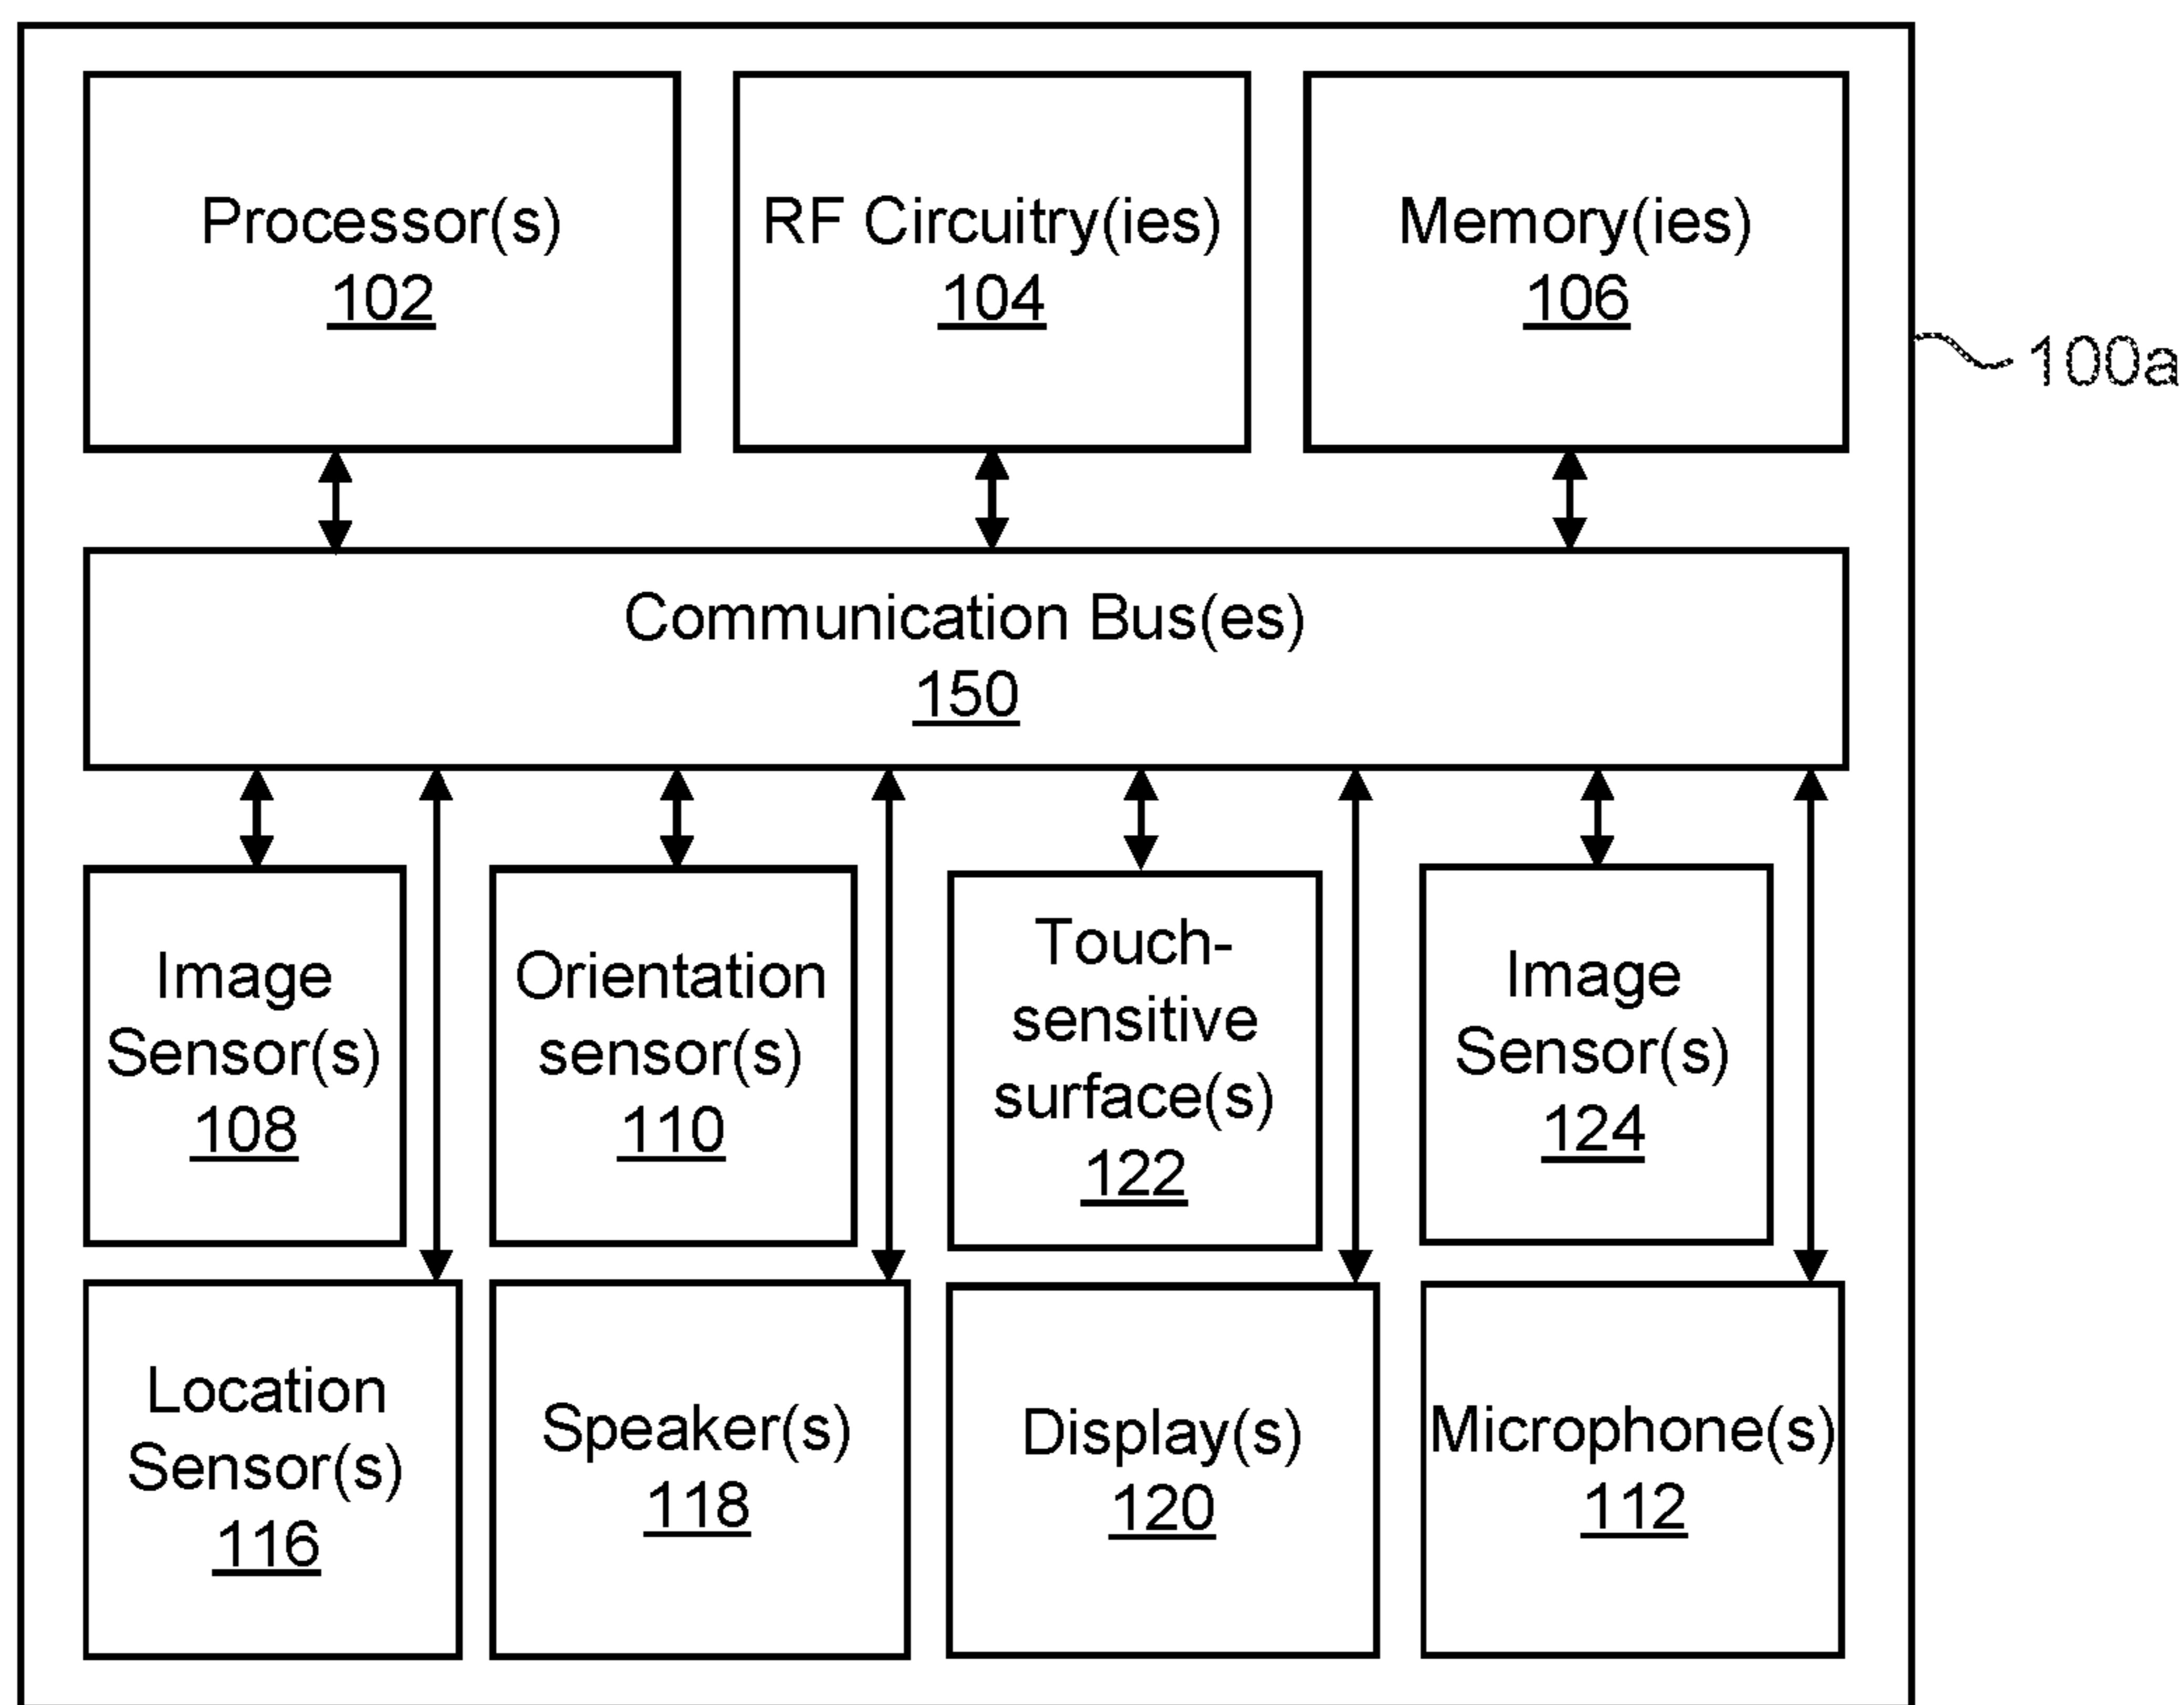 Processor(s)
102
RF Circuitry(ies)
104
Memory(ies)
106
100a
Communication Bus(es)
150
Image
Sensor(s)
108
Orientation
sensor(s)
110
Touch-
sensitive
surface(s)
122
Image
Sensor(s)
124
Location
Sensor(s)
116
Speaker(s)
118
Display(s)
120
Microphone(s)
112